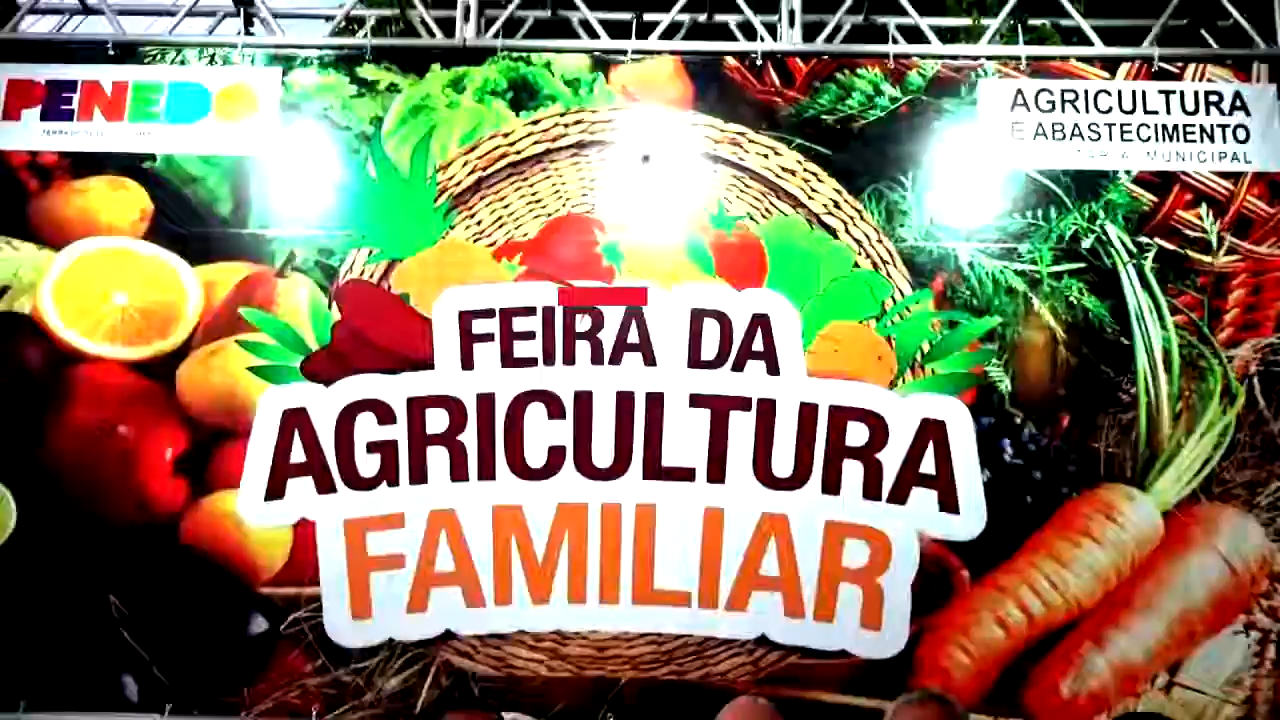 PENEDO
AGRICULTURA
E ABASTECIMENTO
MUNICIPAL
FEIRA DA
AGRICULTURA
FAMILIAR